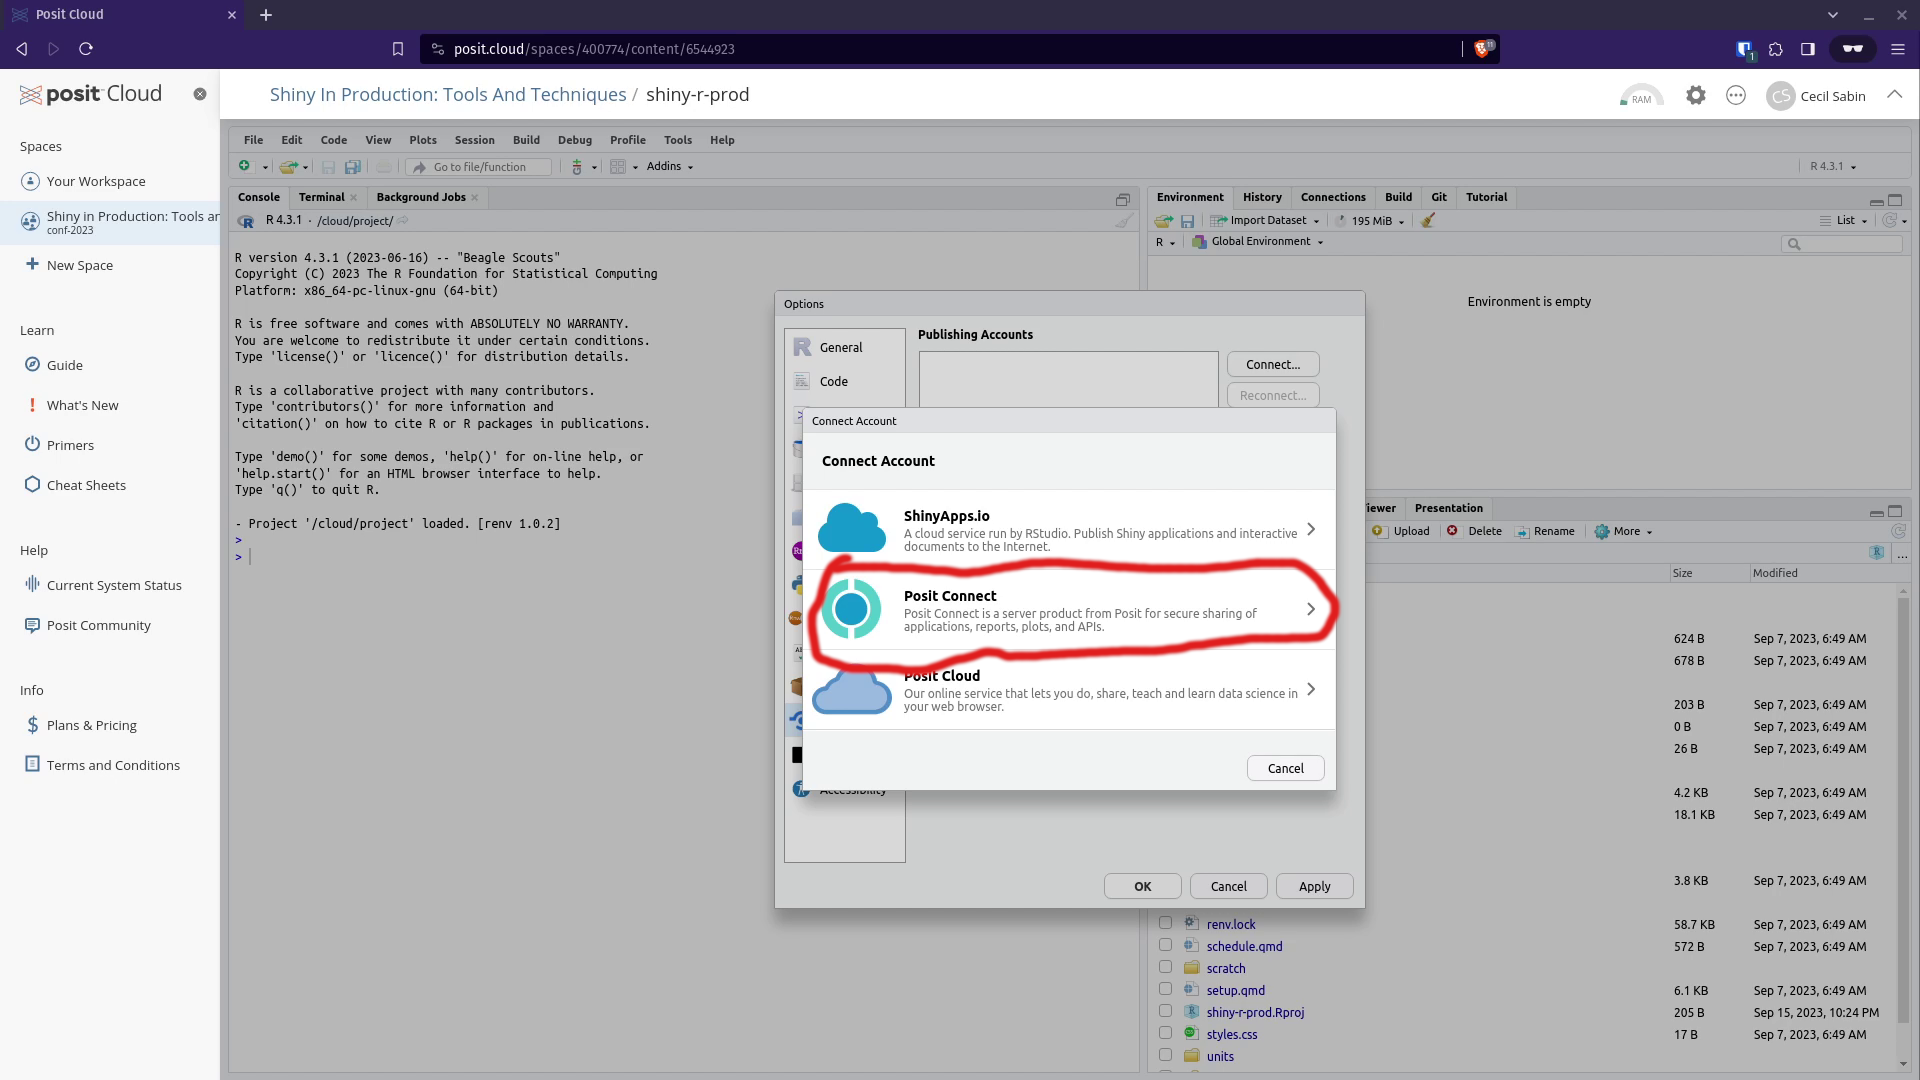 Posit Cloud
posit.cloud/spaces/400774/content/6544923
11
1
posit Cloud
Shiny In Production: Tools And Techniques / shiny-r-prod
RAM
CS
Cecil Sabin
Spaces
Your Workspace
Shiny in Production: Tools ar
conf-2023
New Space
Learn
Guide
What's New
Primers
Cheat Sheets
Help
Current System Status
Posit Community
Info
Plans & Pricing
Terms and Conditions
File Edit Code View Plots Session Build Debug Profile Tools Help
Go to file/function
Addins
R 4.3.1
Console Terminal Background Jobs
R 4.3.1 · /cloud/project/
R version 4.3.1 (2023-06-16) -- "Beagle Scouts"
Copyright (C) 2023 The R Foundation for Statistical Computing
Platform: x86_64-pc-linux-gnu (64-bit)
R is free software and comes with ABSOLUTELY NO WARRANTY.
You are welcome to redistribute it under certain conditions.
Type 'license()' or 'licence()' for distribution details.
R is a collaborative project with many contributors.
Type 'contributors()' for more information and
'citation()' on how to cite R or R packages in publications.
Type 'demo()' for some demos, 'help()' for on-line help, or
'help.start()' for an HTML browser interface to help.
Type 'q()' to quit R.
- Project '/cloud/project' loaded. [renv 1.0.2]
>
>
Environment History Connections Build Git Tutorial
Import Dataset 195 MiB List
R Global Environment
Environment is empty
Options
General
Code
Accessibility
Publishing Accounts
Connect...
Reconnect...
Connect Account
Connect Account
ShinyApps.io
A cloud service run by RStudio. Publish Shiny applications and interactive
documents to the Internet.
Posit Connect
Posit Connect is a server product from Posit for secure sharing of
applications, reports, plots, and APIs.
Posit Cloud
Our online service that lets you do, share, teach and learn data science in
your web browser.
Cancel
OK Cancel Apply
iewer Presentation
Upload Delete Rename More
Size Modified
624 B Sep 7, 2023, 6:49 AM
678 B Sep 7, 2023, 6:49 AM
203 B Sep 7, 2023, 6:49 AM
0 B Sep 7, 2023, 6:49 AM
26 B Sep 7, 2023, 6:49 AM
4.2 KB Sep 7, 2023, 6:49 AM
18.1 KB Sep 7, 2023, 6:49 AM
3.8 KB Sep 7, 2023, 6:49 AM
renv.lock 58.7 KB Sep 7, 2023, 6:49 AM
schedule.qmd 572 B Sep 7, 2023, 6:49 AM
scratch
setup.qmd 6.1 KB Sep 7, 2023, 6:49 AM
shiny-r-prod.Rproj 205 B Sep 15, 2023, 10:24 PM
styles.css 17 B Sep 7, 2023, 6:49 AM
units